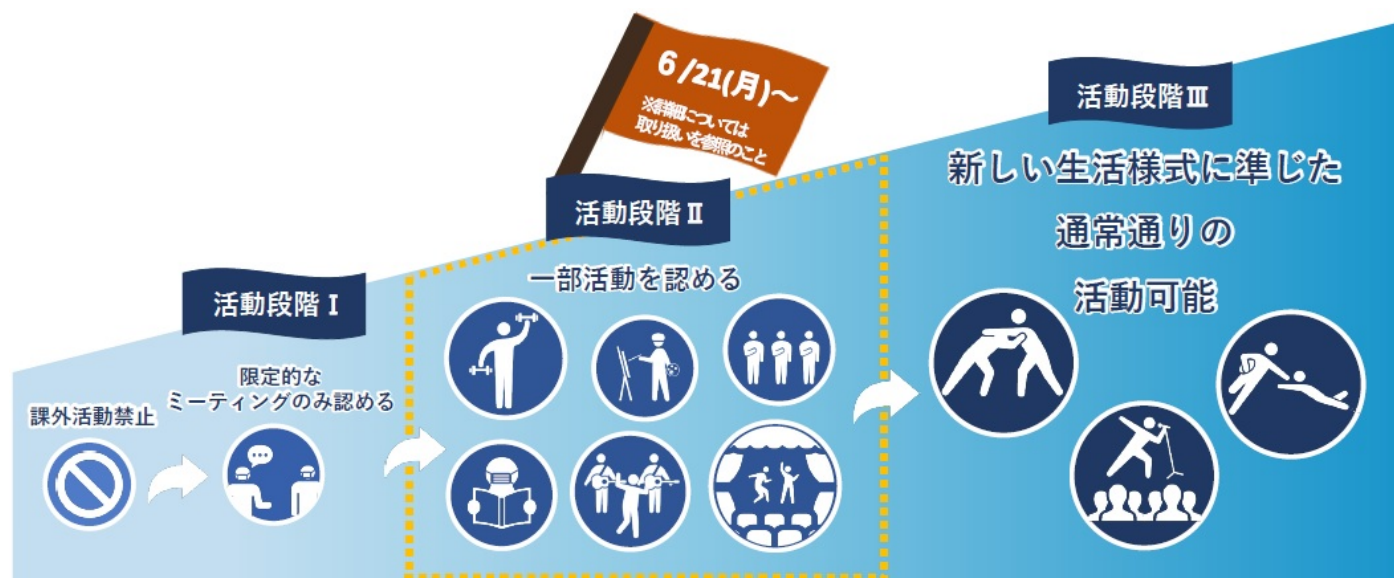 6/21(月)～
※詳細については
取り扱いを参照のこと
活動段階Ⅰ
課外活動禁止
限定的な
ミーティングのみ認める
活動段階Ⅱ
一部活動を認める
活動段階Ⅲ
新しい生活様式に準じた
通常通りの
活動可能